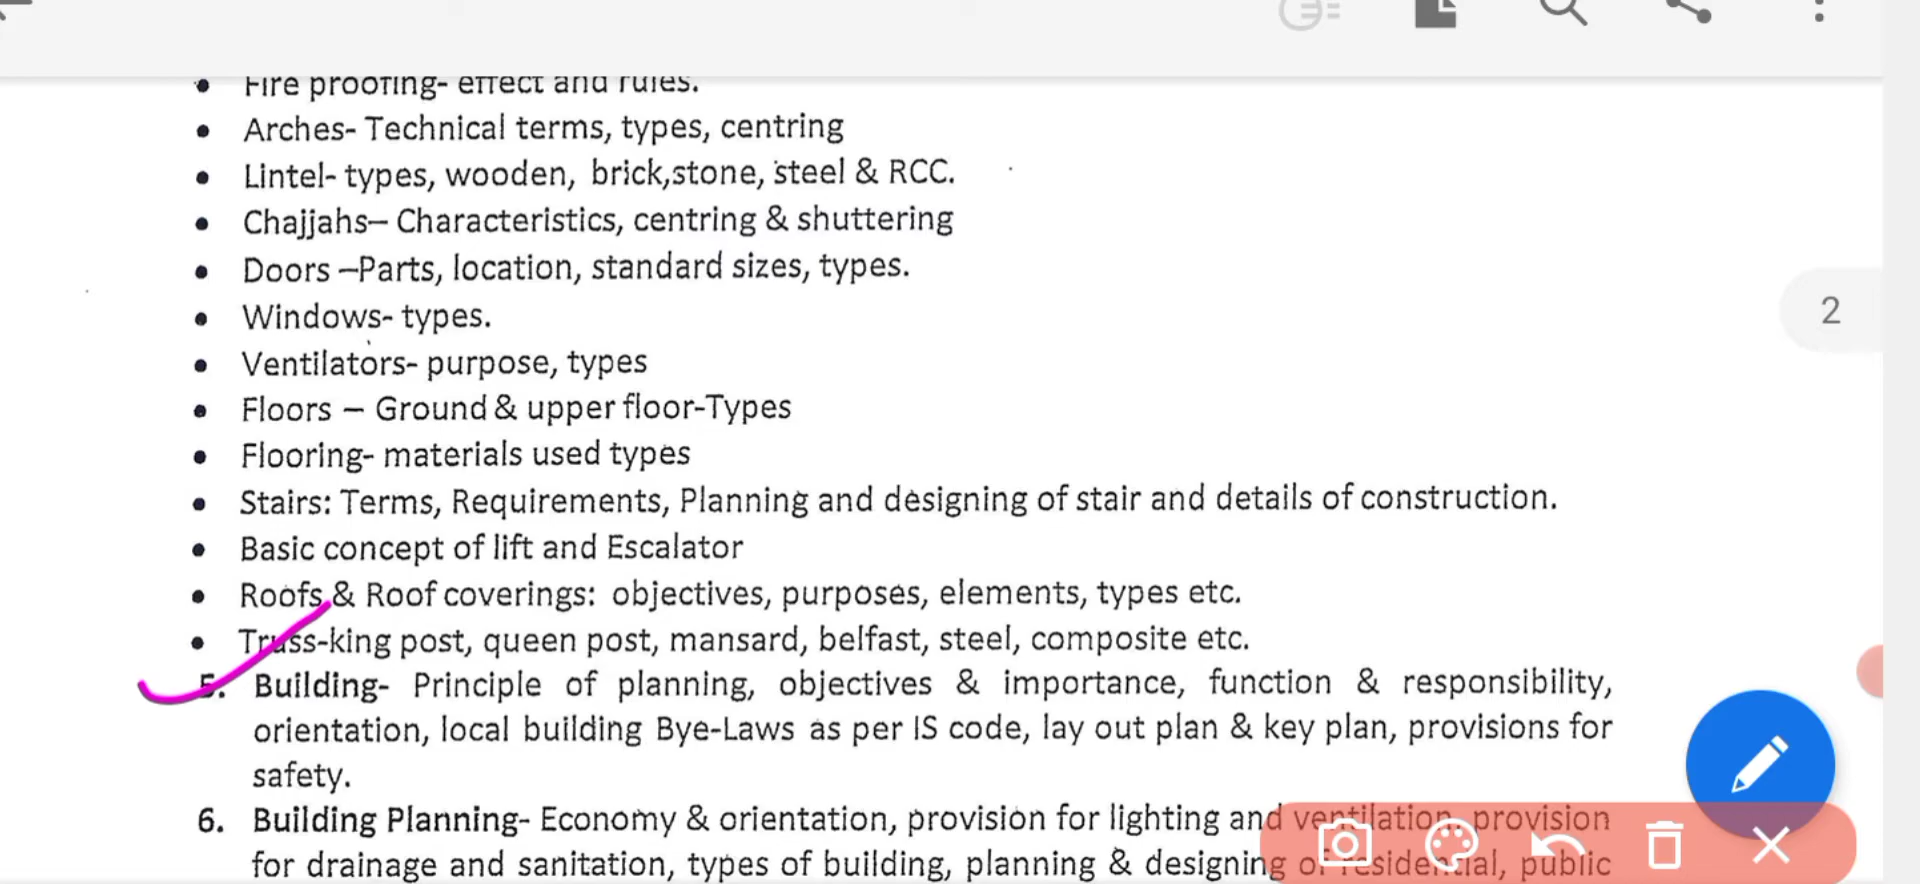 • Fire proofing- effect and rules.
• Arches- Technical terms, types, centring
• Lintel- types, wooden, brick,stone, steel & RCC.
• Chajjahs– Characteristics, centring & shuttering
• Doors –Parts, location, standard sizes, types.
• Windows- types.
2
• Ventilators- purpose, types
• Floors – Ground & upper floor-Types
• Flooring- materials used types
• Stairs: Terms, Requirements, Planning and designing of stair and details of construction.
• Basic concept of lift and Escalator
• Roofs & Roof coverings: objectives, purposes, elements, types etc.
• Truss-king post, queen post, mansard, belfast, steel, composite etc.
5. Building- Principle of planning, objectives & importance, function & responsibility,
orientation, local building Bye-Laws as per IS code, lay out plan & key plan, provisions for
safety.
6. Building Planning- Economy & orientation, provision for lighting and ventilation, provision
for drainage and sanitation, types of building, planning & designing of residential, public